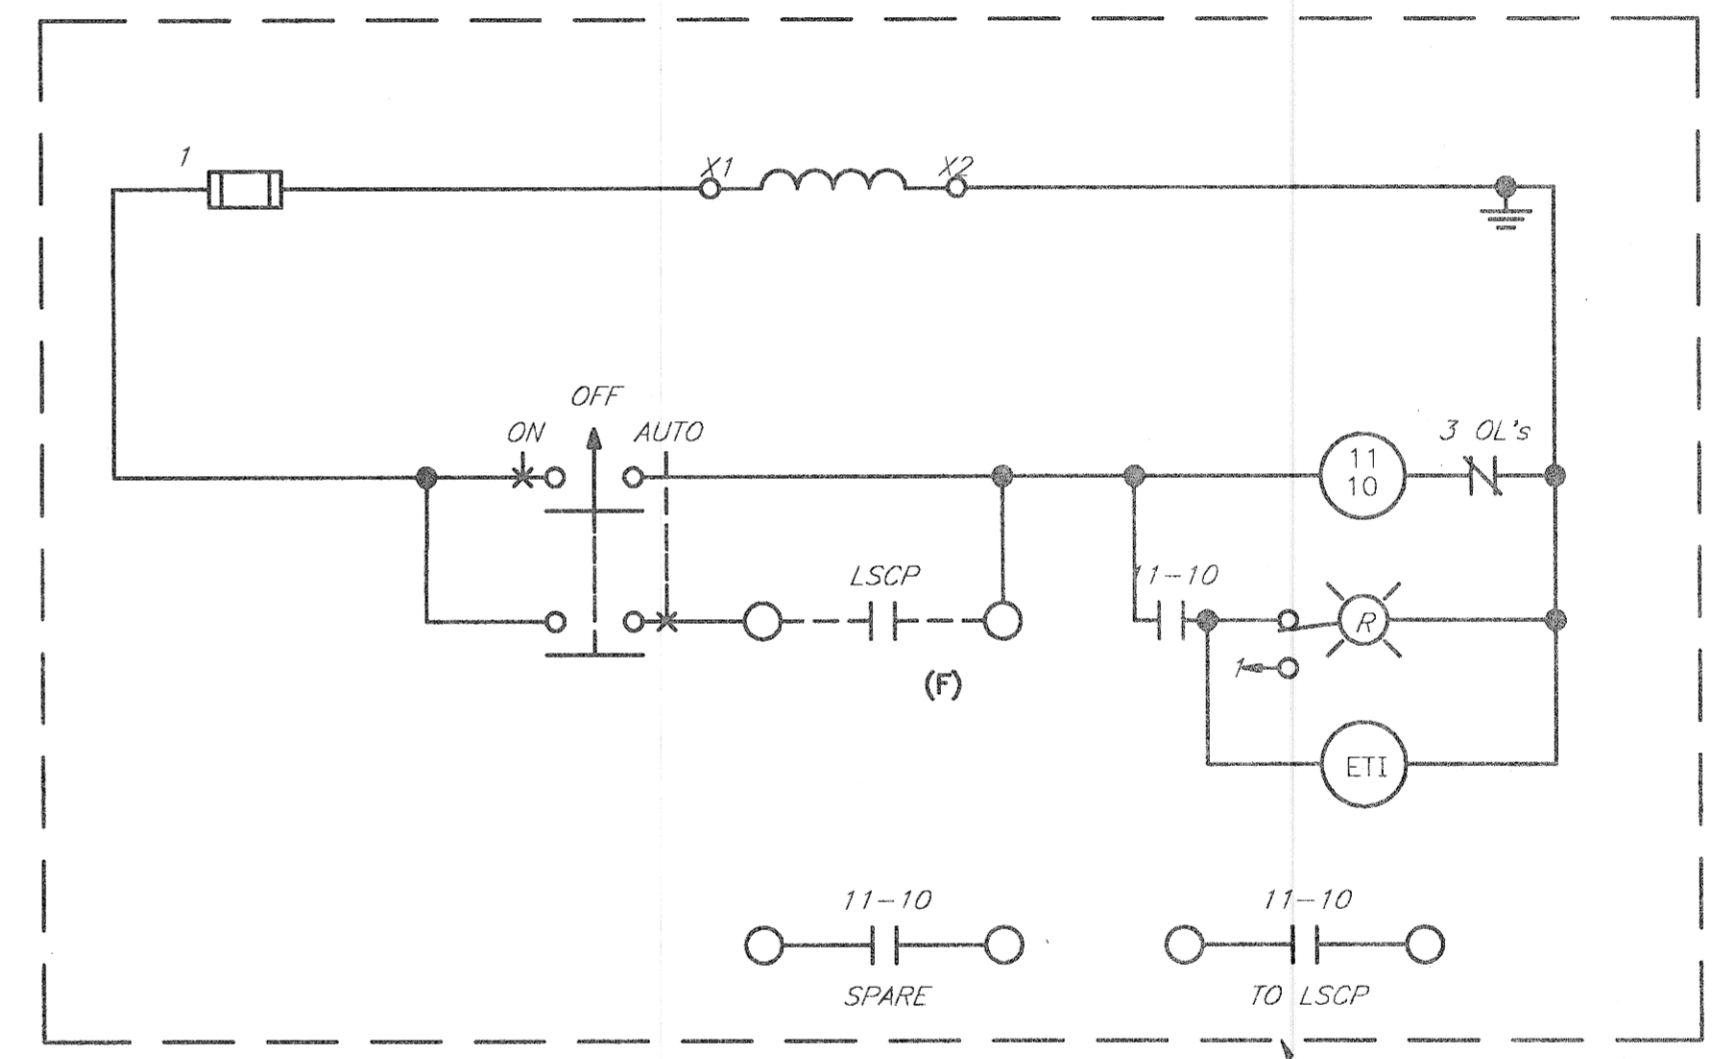 1
X1
X2
OFF
ON
AUTO
3 OL's
11
10
LSCP
11-10
R
(F)
1
ETI
11-10
11-10
SPARE
TO LSCP